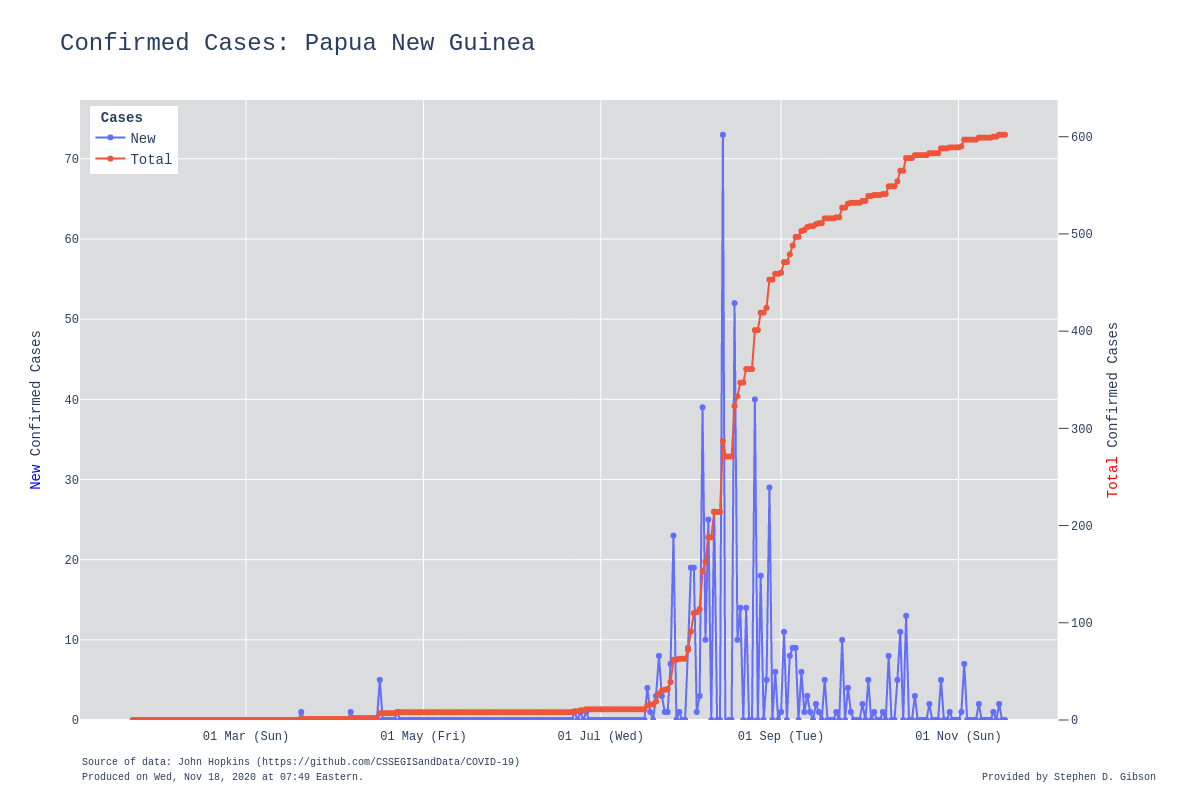 Confirmed Cases: Papua New Guinea
Cases
New
Total
70
60
50
40
30
20
10
0
600
500
400
300
200
100
0
New Confirmed Cases
Total Confirmed Cases
01 Mar (Sun) 01 May (Fri) 01 Jul (Wed) 01 Sep (Tue) 01 Nov (Sun)
Source of data: John Hopkins (https://github.com/CSSEGISandData/COVID-19)
Produced on Wed, Nov 18, 2020 at 07:49 Eastern.
Provided by Stephen D. Gibson